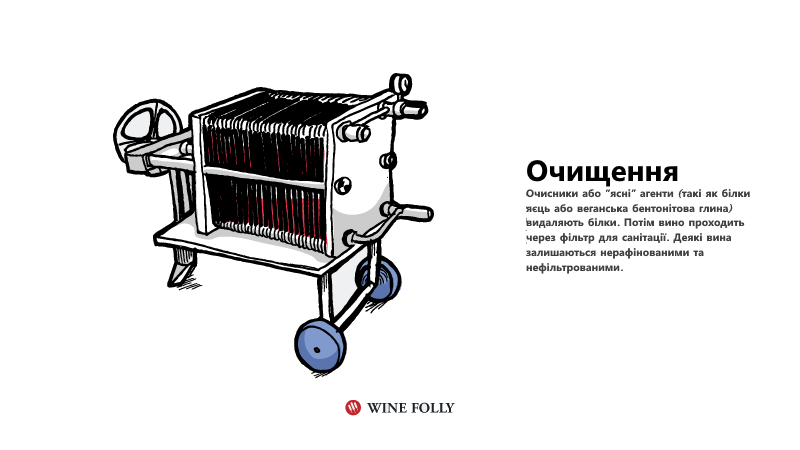 Очищення
Очисники або “ясні” агенти (такі як білки
яєць або веганська бентонітова глина)
видаляють білки. Потім вино проходить
через фільтр для санітації. Деякі вина
залишаються нерафінованими та
нефільтрованими.
WINE FOLLY